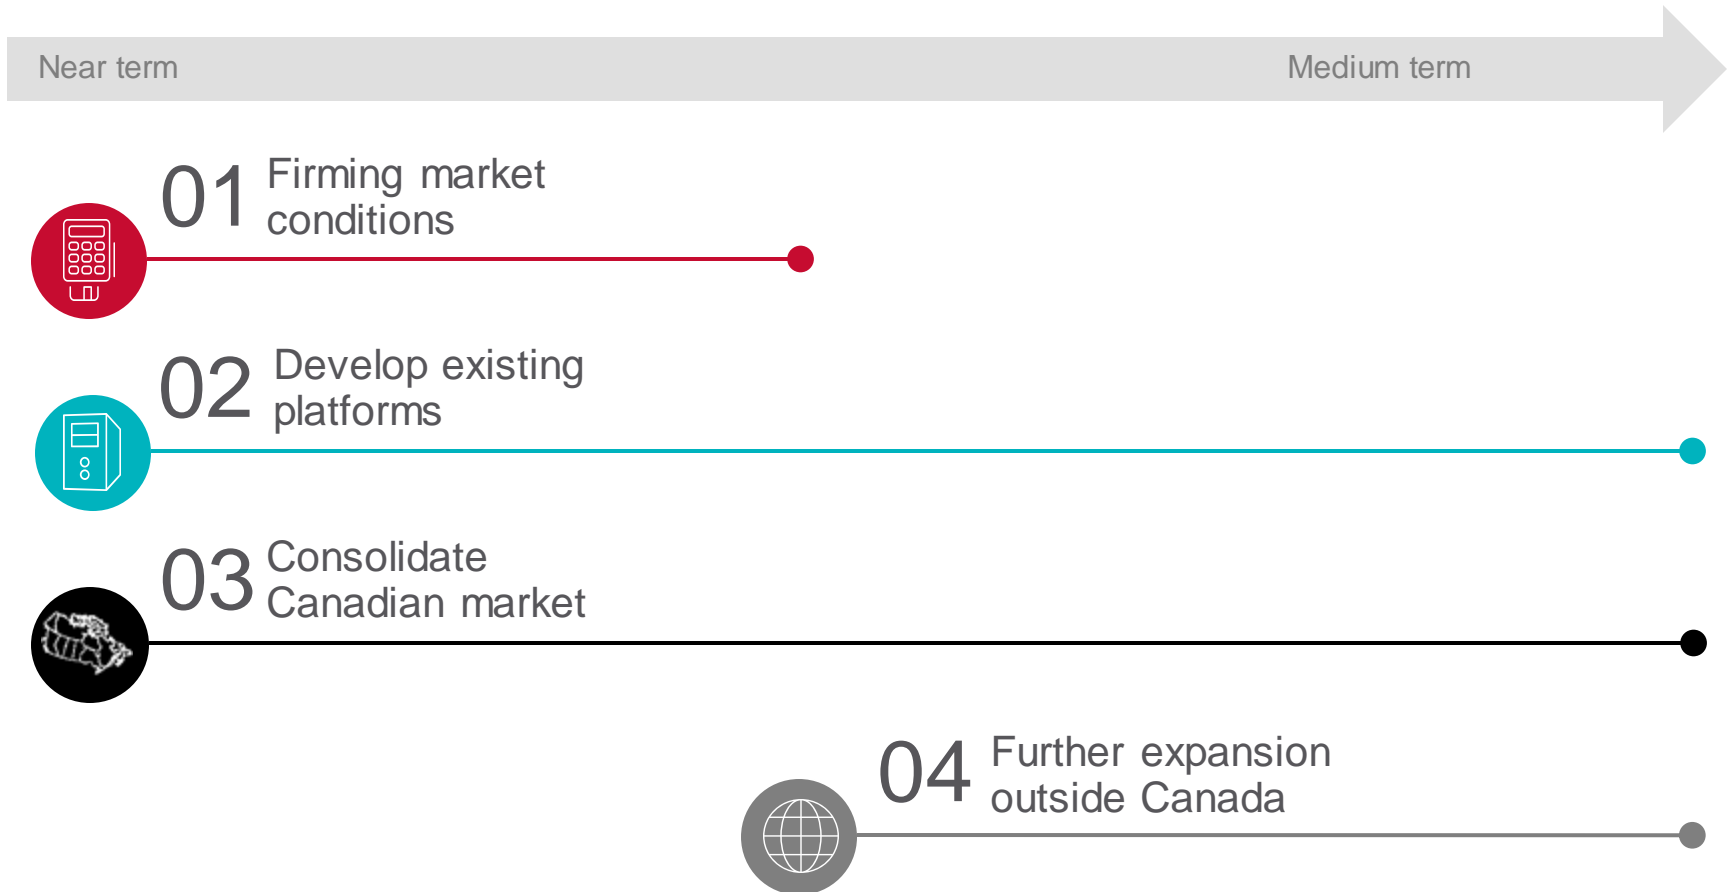 Near term
Medium term
01
Firming market
conditions
02
Develop existing
platforms
03
Consolidate
Canadian market
04
Further expansion
outside Canada